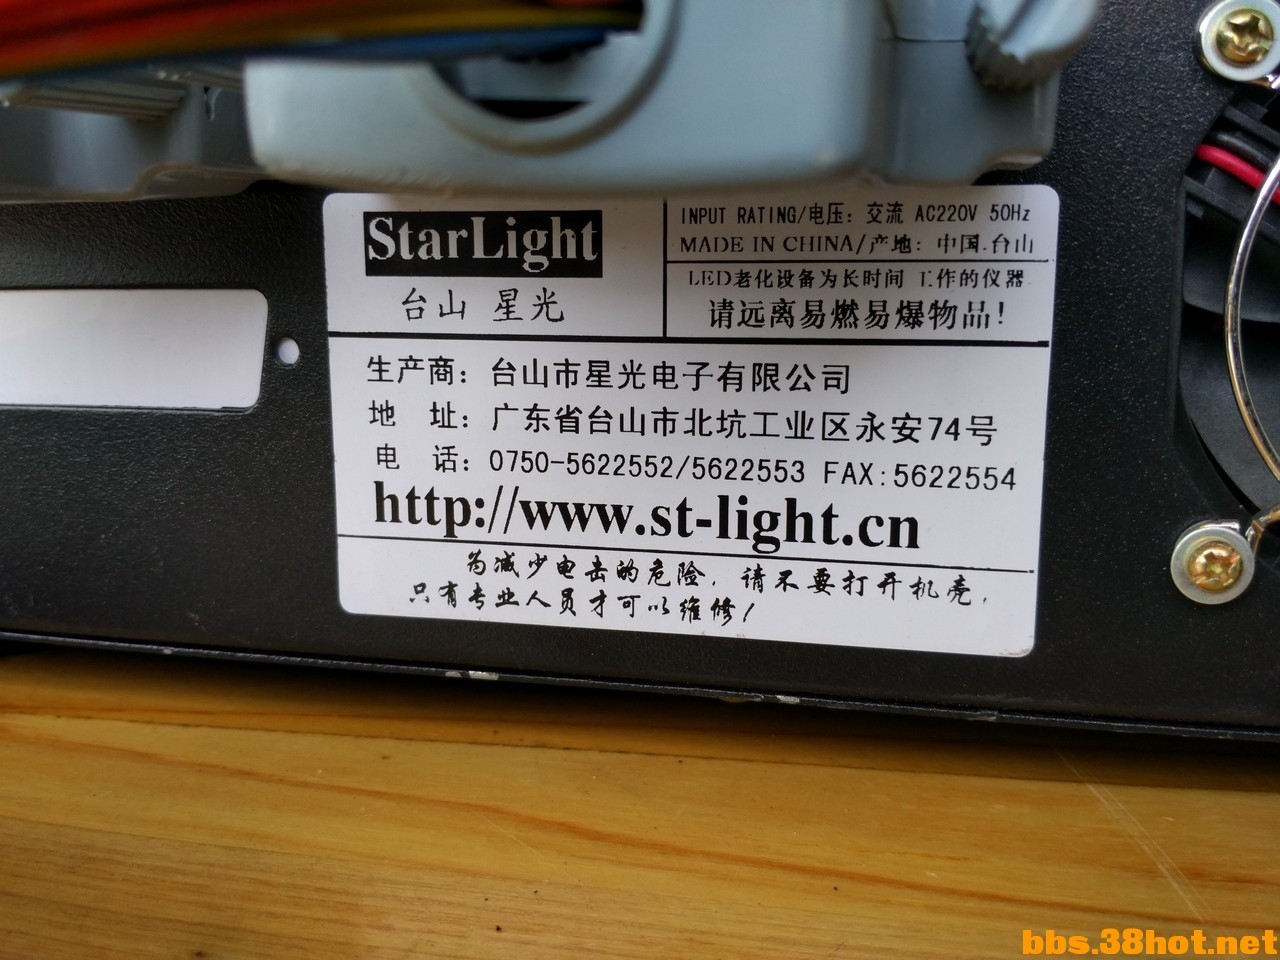 StarLight
台山 星光
INPUT RATING/电压: 交流 AC220V 50Hz
MADE IN CHINA/产地: 中国.台山
LED老化设备为长时间 工作的仪器
请远离易燃易爆物品!
生产商: 台山市星光电子有限公司
地 址: 广东省台山市北坑工业区永安74号
电 话: 0750-5622552/5622553 FAX:5622554
http://www.st-light.cn
为减少电击的危险, 请不要打开机壳,
只有专业人员才可以维修!
bbs.38hot.net